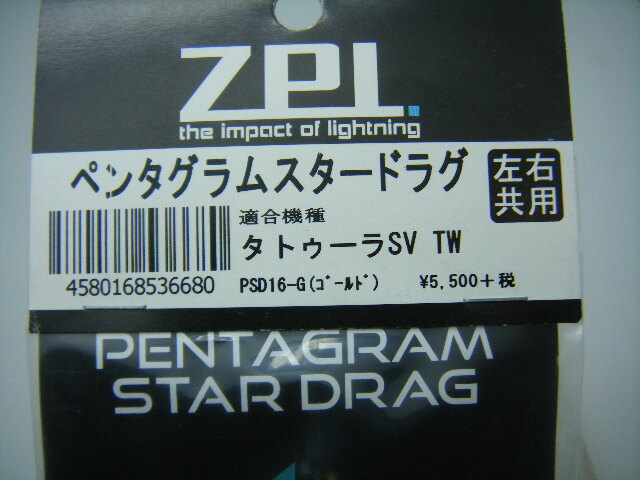 ZPI.
the impact of lightning
ペンタグラムスタードラグ
左右
共用
適合機種
タトゥーラSV TW
4580168536680
PSD16-G(ｺﾞｰﾙﾄﾞ)
¥5,500+税
PENTAGRAM
STAR DRAG